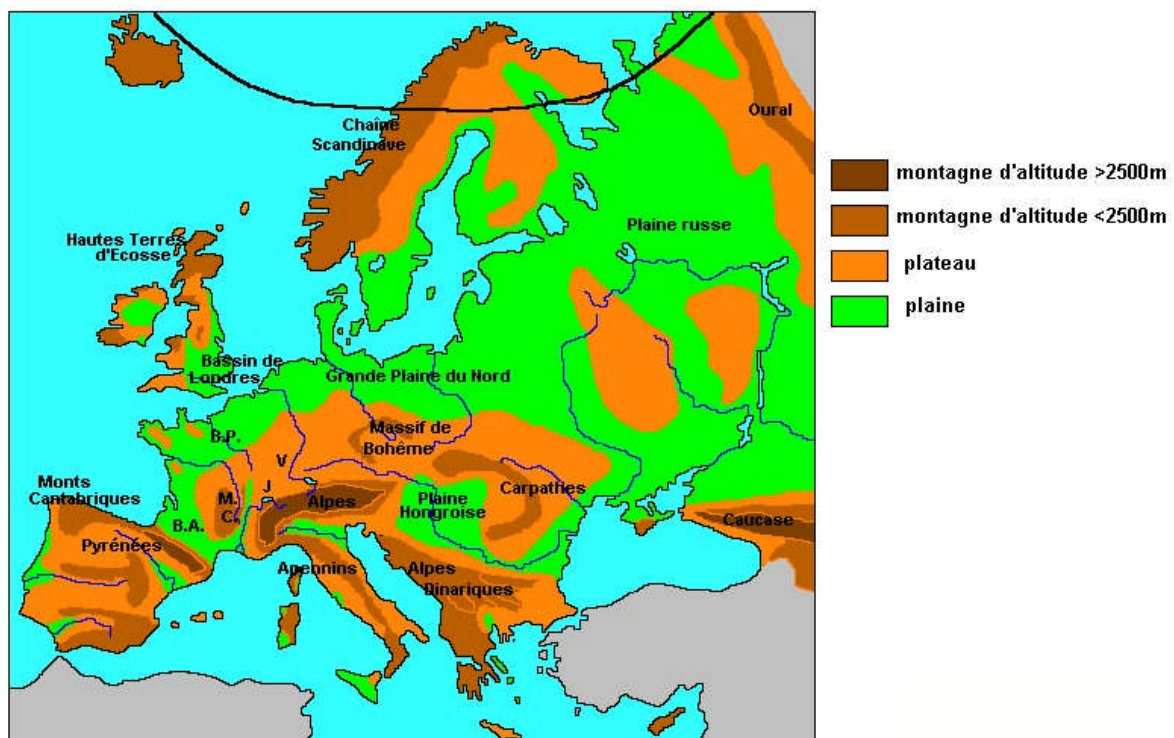 Oural
Chaîne
Scandinave
montagne d'altitude >2500m
montagne d'altitude <2500m
Plaine russe
Hautes Terres
d'Ecosse
plateau
plaine
Bassin de
Londres
Grande Plaine du Nord
Massif de
Bohême
B.P.
V
J
Monts
Cantabriques
M.
C.
Alpes
Plaine
Hongroise
Carpathes
B.A.
Caucase
Pyrénées
Apennins
Alpes
Dinariques